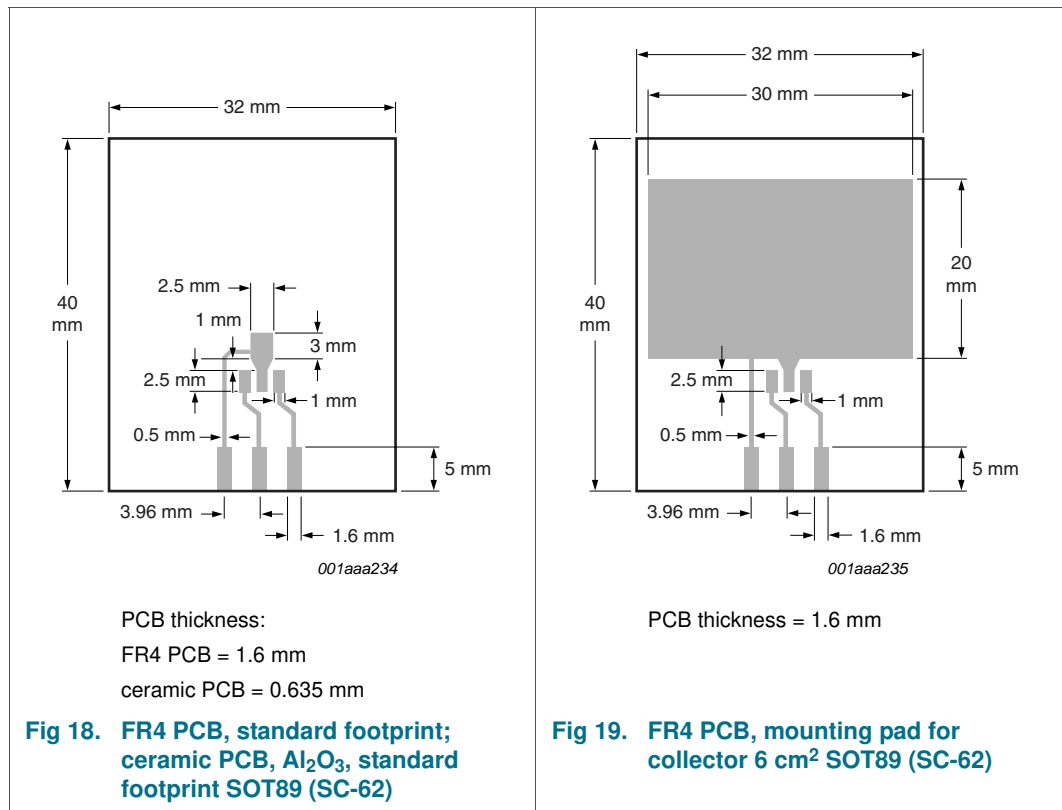 32 mm
40
mm
2.5 mm
1 mm
3 mm
2.5 mm
1 mm
0.5 mm
5 mm
3.96 mm
1.6 mm
001aaa234
PCB thickness:
FR4 PCB = 1.6 mm
ceramic PCB = 0.635 mm
Fig 18. FR4 PCB, standard footprint;
ceramic PCB, Al₂O₃, standard
footprint SOT89 (SC-62)
32 mm
30 mm
20
mm
40
mm
2.5 mm
1 mm
0.5 mm
5 mm
3.96 mm
1.6 mm
001aaa235
PCB thickness = 1.6 mm
Fig 19. FR4 PCB, mounting pad for
collector 6 cm² SOT89 (SC-62)